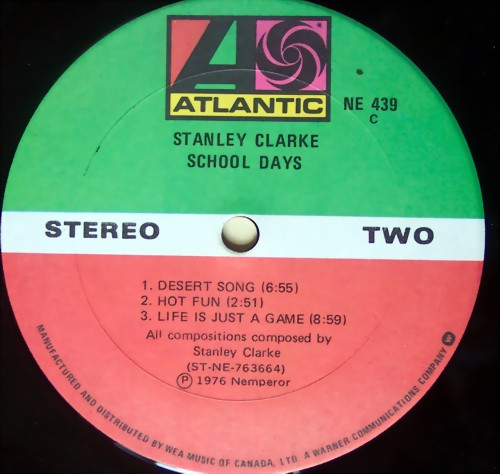 ATLANTIC
NE 439
C
STANLEY CLARKE
SCHOOL DAYS
STEREO
TWO
1. DESERT SONG (6:55)
2. HOT FUN (2:51)
3. LIFE IS JUST A GAME (8:59)
All compositions composed by
Stanley Clarke
(ST-NE-763664)
℗ 1976 Nemperor
MANUFACTURED AND DISTRIBUTED BY WEA MUSIC OF CANADA, LTD. A WARNER COMMUNICATIONS COMPANY